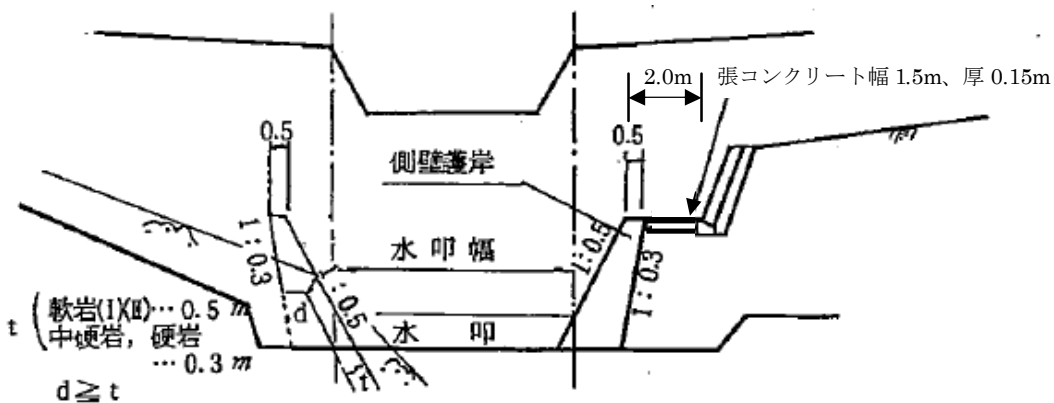 2.0m
張コンクリート幅 1.5m、厚 0.15m
0.5
0.5
側壁護岸
1:0.3
水叩幅
1:0.5
1:0.3
1:0.5
d
水叩
t
t
軟岩(I)(II)… 0.5 m
中硬岩，硬岩
… 0.3 m
d≧t